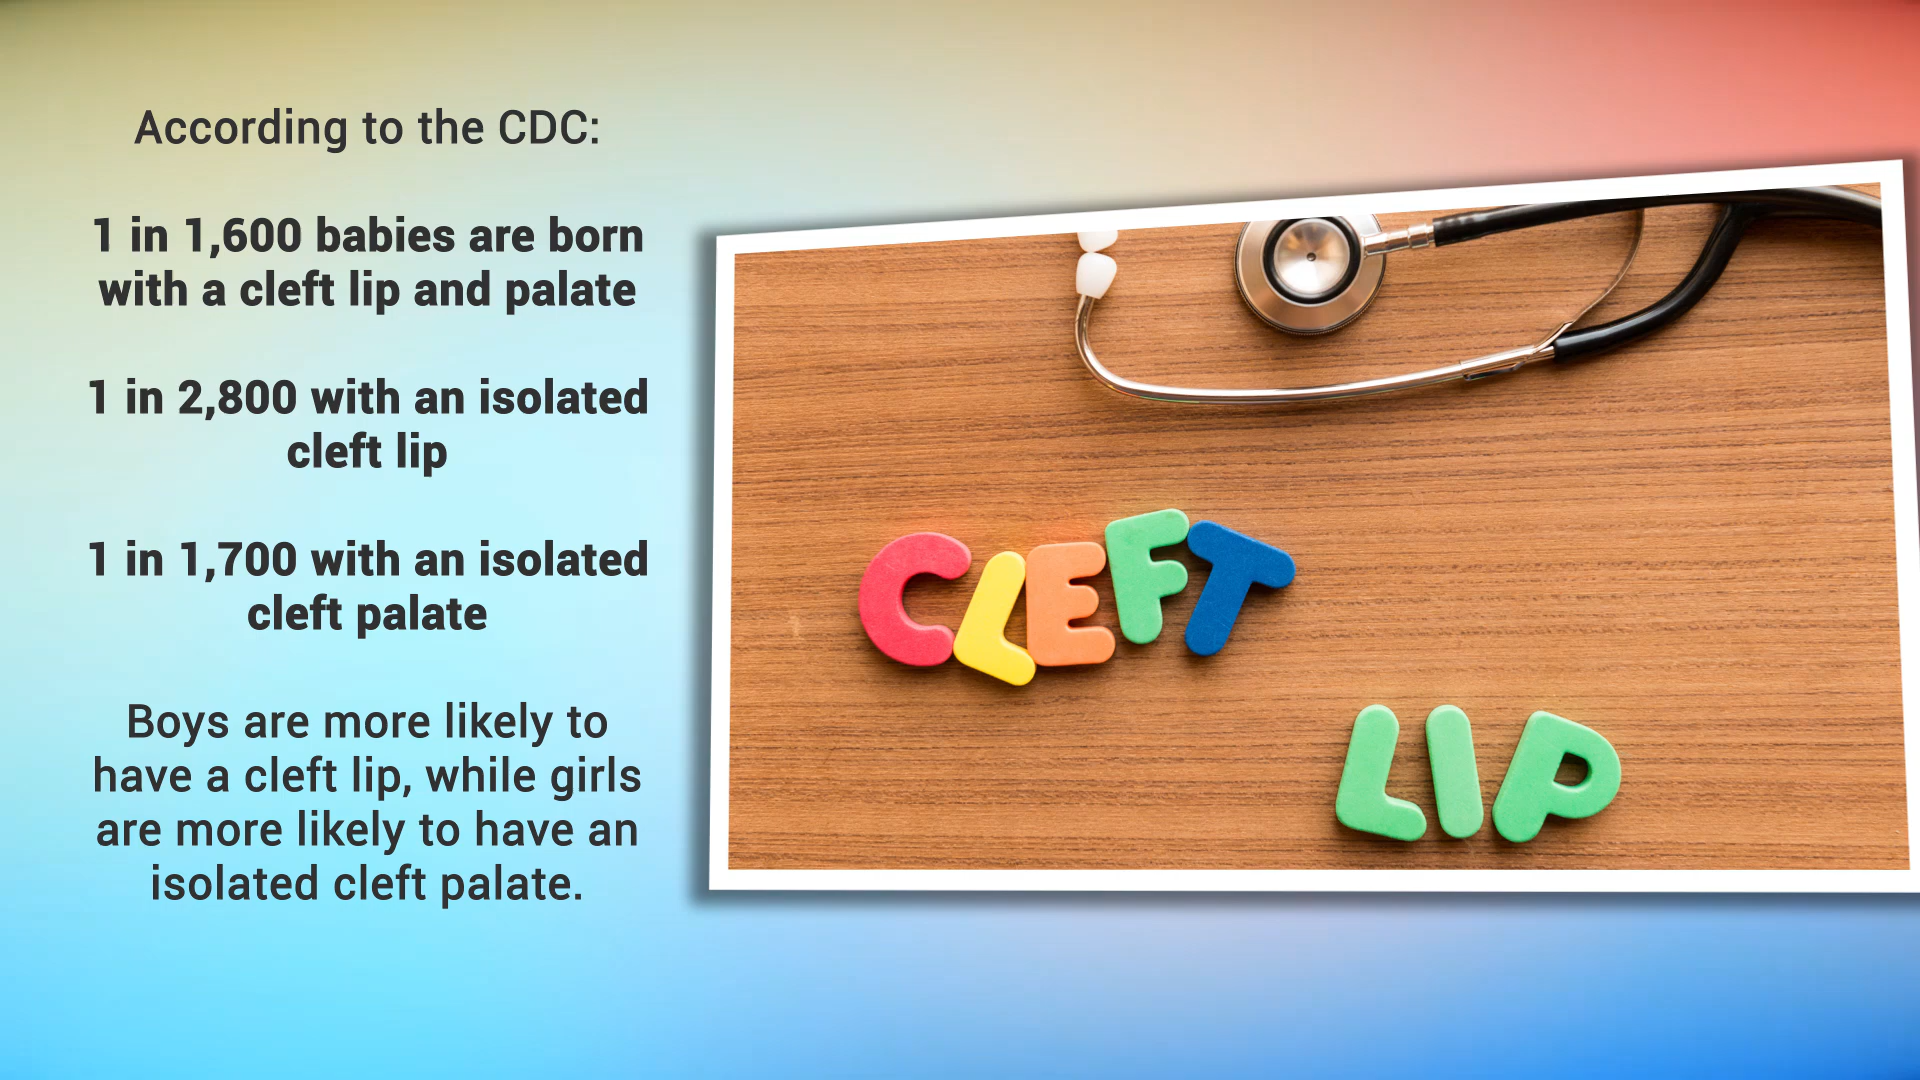 According to the CDC:
1 in 1,600 babies are born
with a cleft lip and palate
1 in 2,800 with an isolated
cleft lip
1 in 1,700 with an isolated
cleft palate
Boys are more likely to
have a cleft lip, while girls
are more likely to have an
isolated cleft palate.
CLEFT
LIP